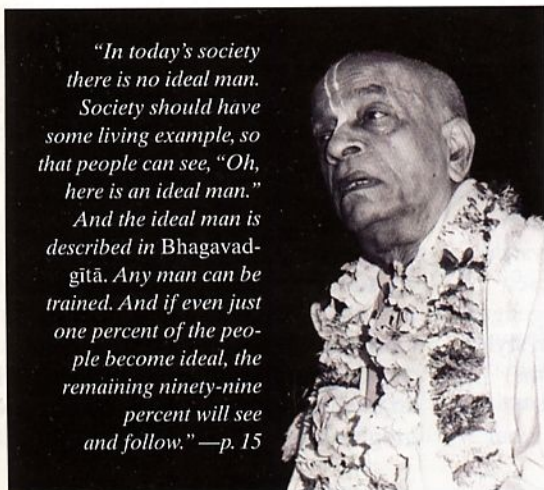 “In today’s society
there is no ideal man.
Society should have
some living example, so
that people can see, “Oh,
here is an ideal man.”
And the ideal man is
described in Bhagavad-
gītā. Any man can be
trained. And if even just
one percent of the peo-
ple become ideal, the
remaining ninety-nine
percent will see
and follow.” —p. 15